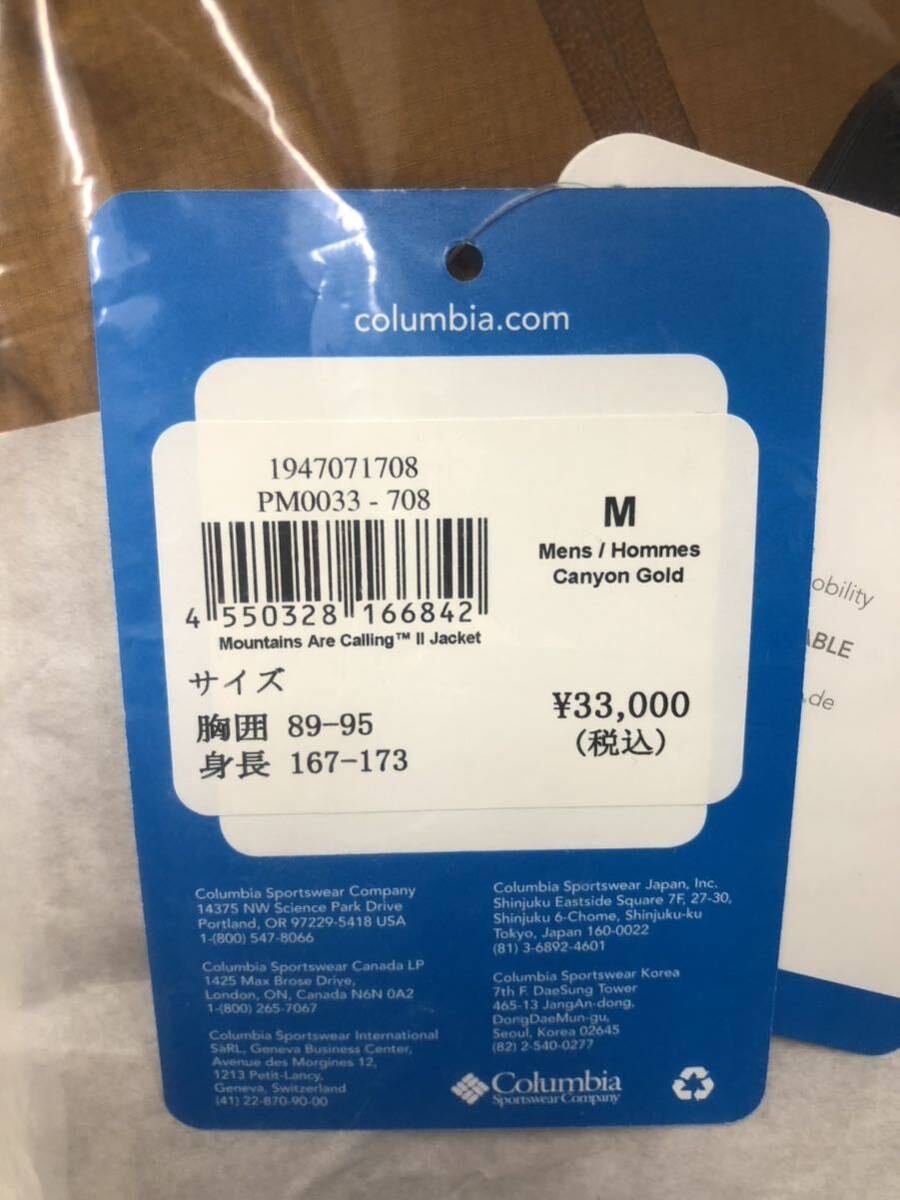 columbia.com
1947071708
PM0033 - 708
4 550328 166842
Mountains Are Calling™ II Jacket
M
Mens / Hommes
Canyon Gold
サイズ
胸囲 89-95
身長 167-173
¥33,000
(税込)
Columbia Sportswear Company
14375 NW Science Park Drive
Portland, OR 97229-5418 USA
1-(800) 547-8066
Columbia Sportswear Canada LP
1425 Max Brose Drive,
London, ON, Canada N6N 0A2
1-(800) 265-7067
Columbia Sportswear International
SàRL, Geneva Business Center,
Avenue des Morgines 12,
1213 Petit-Lancy,
Geneva, Switzerland
(41) 22-870-90-00
Columbia Sportswear Japan, Inc.
Shinjuku Eastside Square 7F, 27-30,
Shinjuku 6-Chome, Shinjuku-ku
Tokyo, Japan 160-0022
(81) 3-6892-4601
Columbia Sportswear Korea
7th F. DaeSung Tower
465-13 JangAn-dong,
DongDaeMun-gu,
Seoul, Korea 02645
(82) 2-540-0277
Columbia
Sportswear Company
obility
ABLE
.de